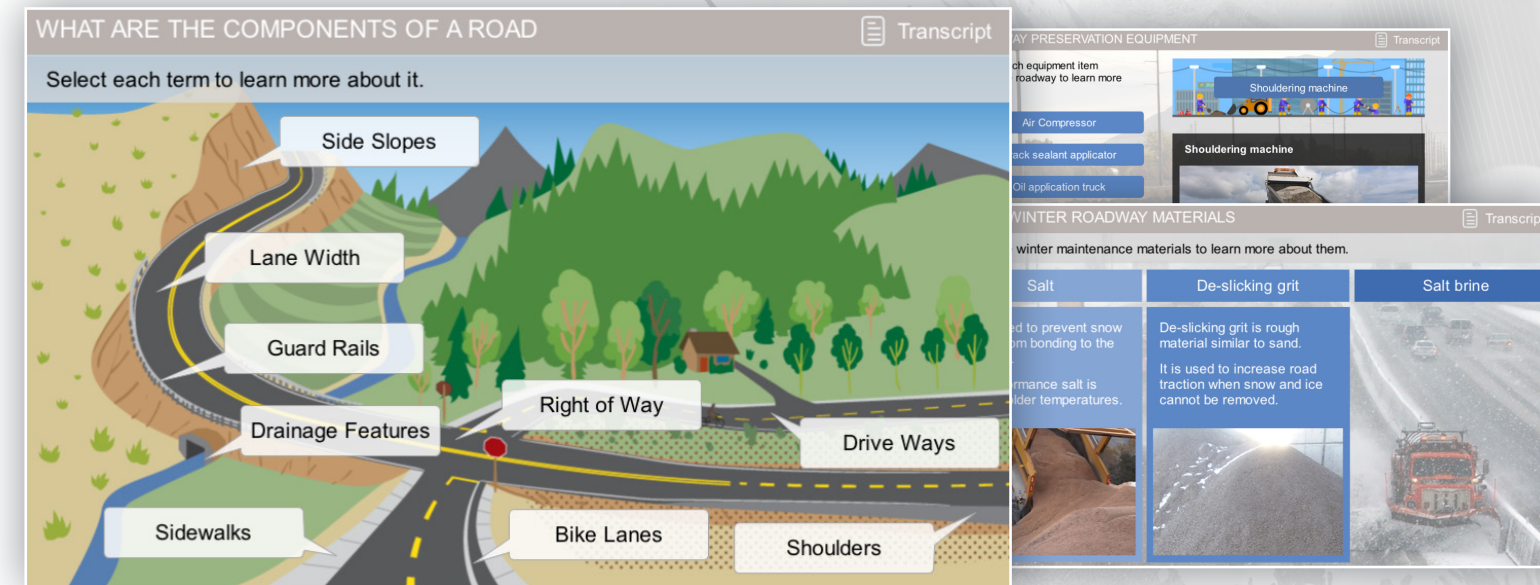 WHAT ARE THE COMPONENTS OF A ROAD
Transcript
Select each term to learn more about it.
Side Slopes
Lane Width
Guard Rails
Right of Way
Drainage Features
Drive Ways
Sidewalks
Bike Lanes
Shoulders
PRESERVATION EQUIPMENT
Transcript
equipment item
roadway to learn more
Shouldering machine
Air Compressor
sealant applicator
Oil application truck
Shouldering machine
WINTER ROADWAY MATERIALS
winter maintenance materials to learn more about them.
Salt
De-slicking grit
Salt brine
to prevent snow
bonding to the
salt is
temperatures.
De-slicking grit is rough
material similar to sand.
It is used to increase road
traction when snow and ice
cannot be removed.